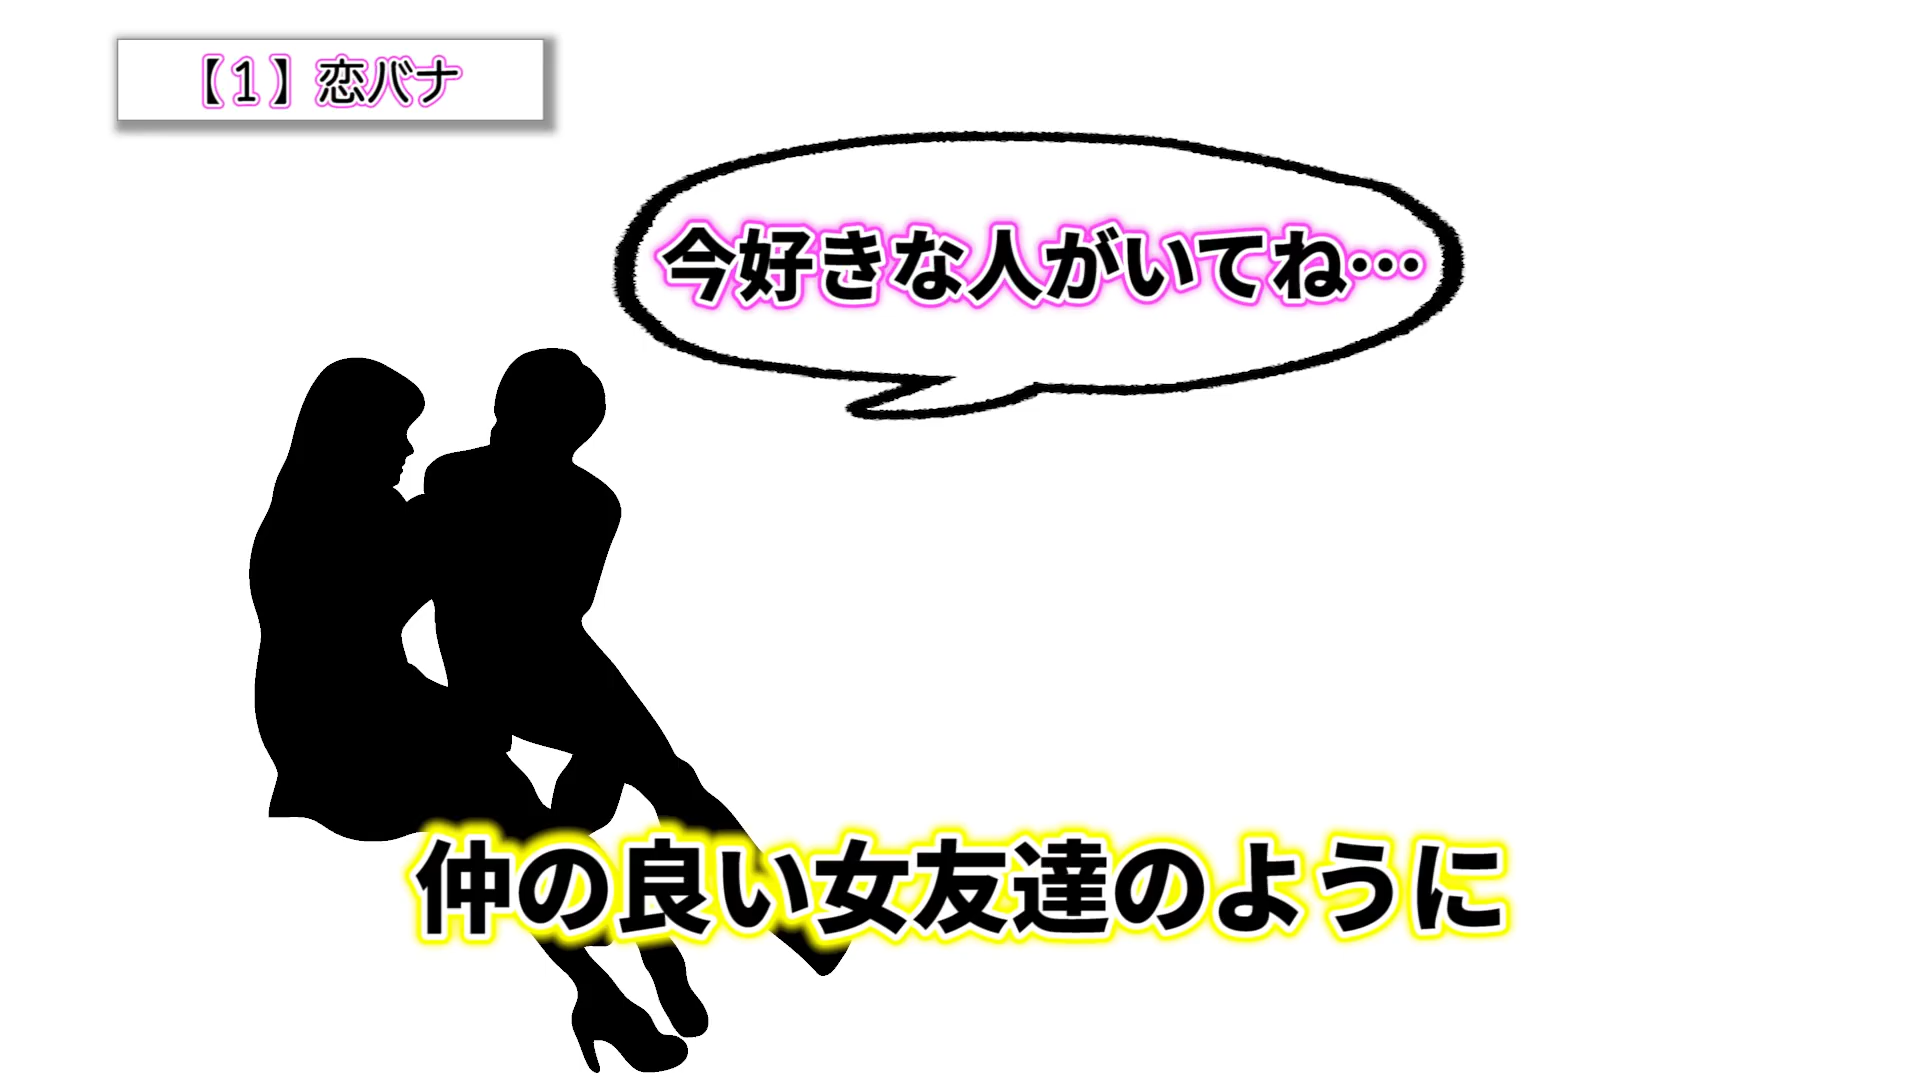 【１】恋バナ
今好きな人がいてね…
仲の良い女友達のように